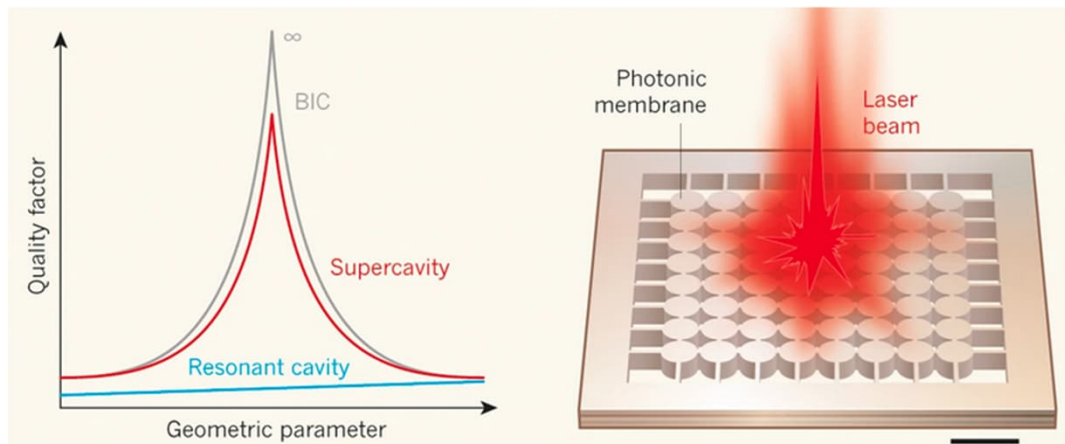 ∞
BIC
Quality factor
Supercavity
Resonant cavity
Geometric parameter
Photonic
membrane
Laser
beam